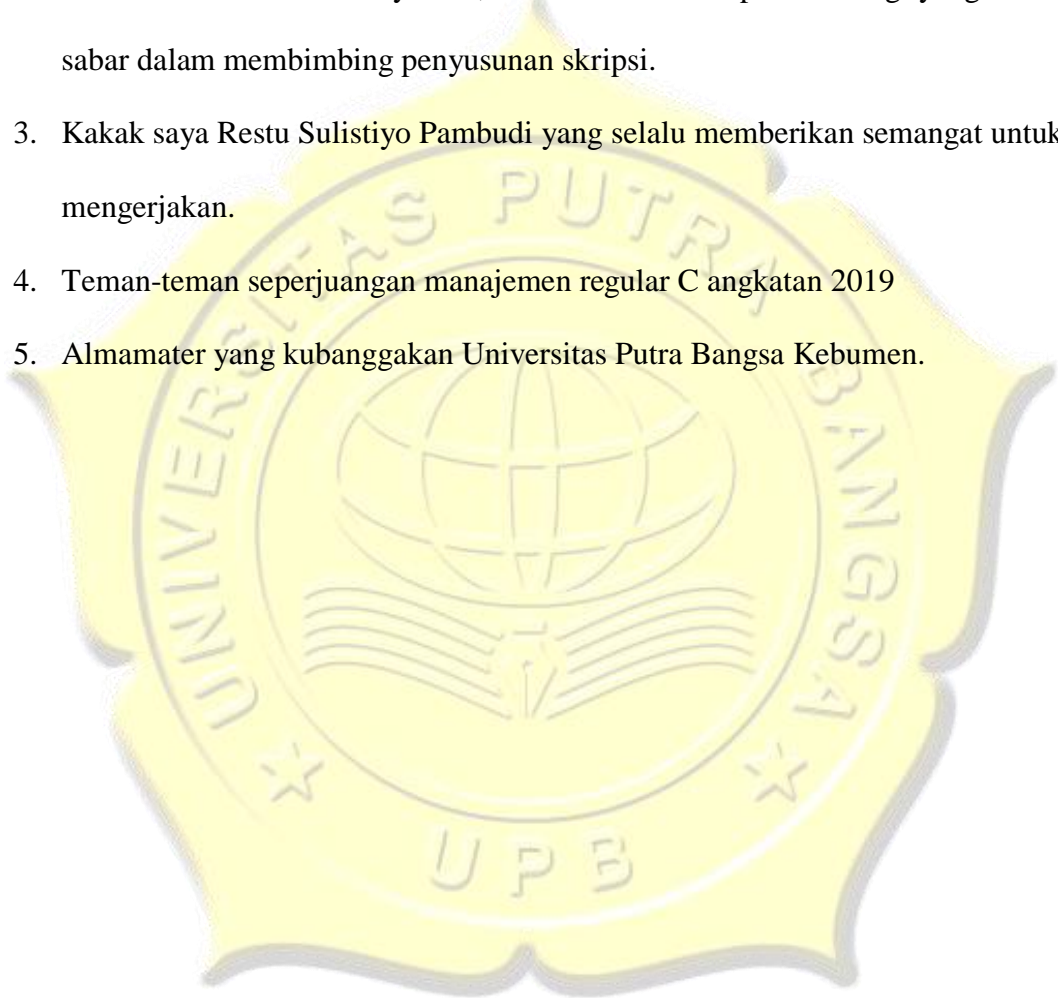 sabar dalam membimbing penyusunan skripsi.
3. Kakak saya Restu Sulistiyo Pambudi yang selalu memberikan semangat untuk
mengerjakan.
4. Teman-teman seperjuangan manajemen regular C angkatan 2019
5. Almamater yang kubanggakan Universitas Putra Bangsa Kebumen.
UNIVERSITAS PUTRA BANGSA
UPB